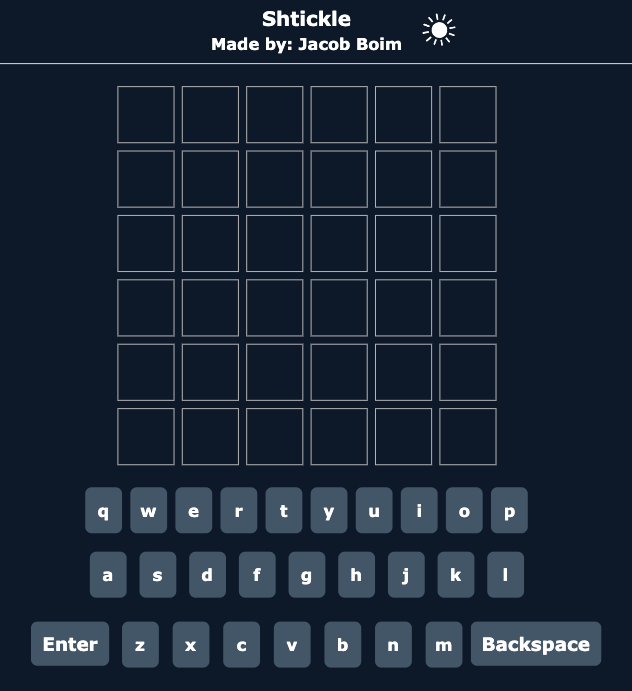 Shtickle
Made by: Jacob Boim
q w e r t y u i o p
a s d f g h j k l
Enter z x c v b n m Backspace